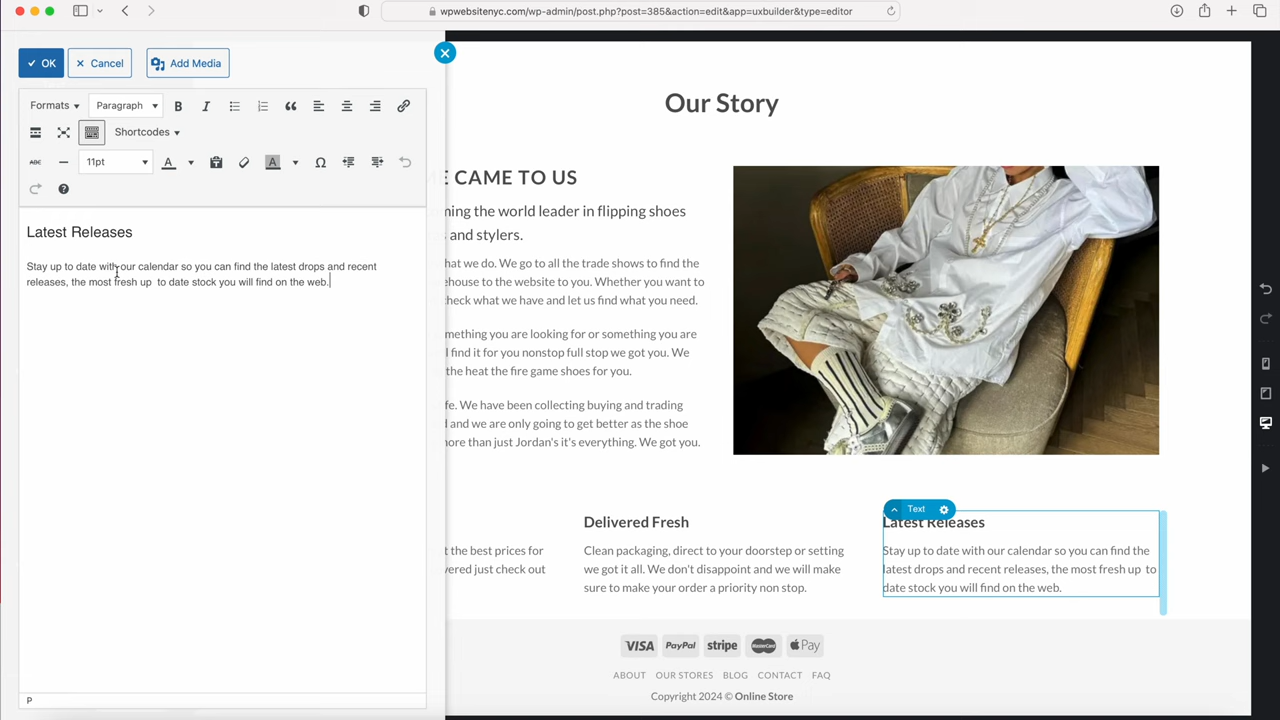 wpwebsitenyc.com/wp-admin/post.php?post=385&action=edit&app=uxbuilder&type=editor
OK
Cancel
Add Media
Formats
Paragraph
B
I
Shortcodes
ABC
11pt
A
A
Ω
Latest Releases
Stay up to date with our calendar so you can find the latest drops and recent
releases, the most fresh up  to date stock you will find on the web.
P
Our Story
E CAME TO US
ing the world leader in flipping shoes
and stylers.
hat we do. We go to all the trade shows to find the
ehouse to the website to you. Whether you want to
check what we have and let us find what you need.
mething you are looking for or something you are
l find it for you nonstop full stop we got you. We
the heat the fire game shoes for you.
fe. We have been collecting buying and trading
l and we are only going to get better as the shoe
ore than just Jordan's it's everything. We got you.
t the best prices for
vered just check out
Delivered Fresh
Clean packaging, direct to your doorstep or setting
we got it all. We don't disappoint and we will make
sure to make your order a priority non stop.
Text
Latest Releases
Stay up to date with our calendar so you can find the
latest drops and recent releases, the most fresh up  to
date stock you will find on the web.
VISA
PayPal
stripe
MasterCard
Pay
ABOUT OUR STORES BLOG CONTACT FAQ
Copyright 2024 © Online Store